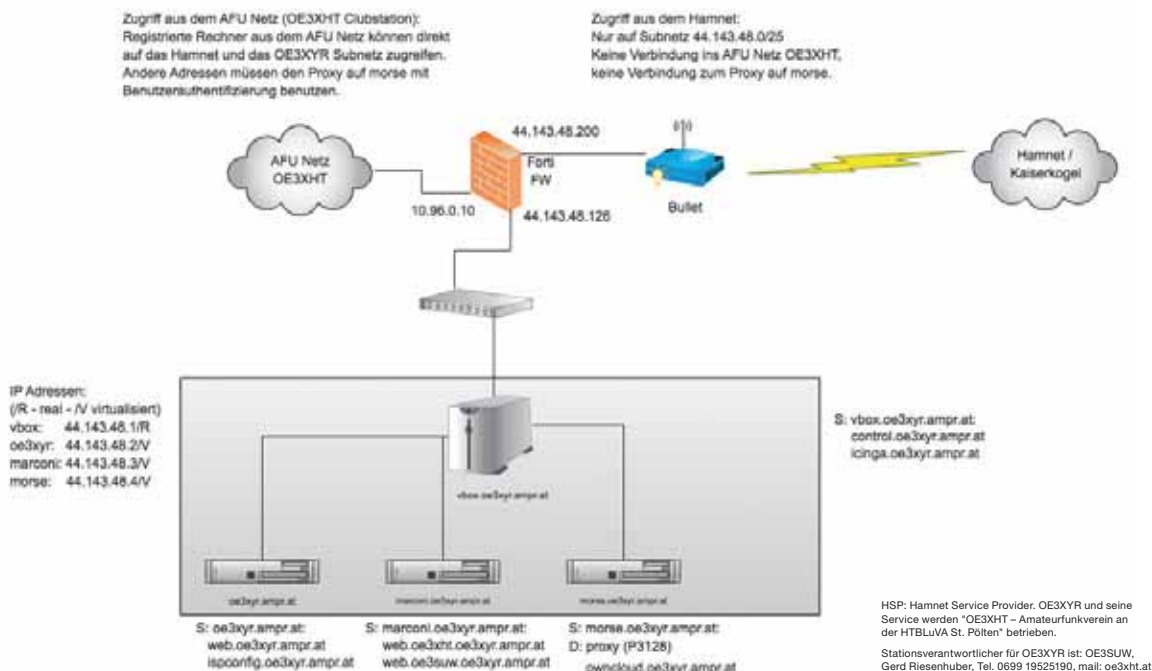 Zugriff aus dem AFU Netz (OE3XHT Clubstation):
Registrierte Rechner aus dem AFU Netz können direkt
auf das Hamnet und das OE3XYR Subnetz zugreifen.
Andere Adressen müssen den Proxy auf morse mit
Benutzerauthentifizierung benutzen.
Zugriff aus dem Hamnet:
Nur auf Subnetz 44.143.48.0/25
Keine Verbindung ins AFU Netz OE3XHT,
keine Verbindung zum Proxy auf morse.
AFU Netz
OE3XHT
44.143.48.200
Forti
FW
10.96.0.10
44.143.48.126
Bullet
Hamnet /
Kaiserkogel
IP Adressen:
(/R - real - /V virtualisiert)
vbox: 44.143.48.1/R
oe3xyr: 44.143.48.2/V
marconi: 44.143.48.3/V
morse: 44.143.48.4/V
vbox.oe3xyr.ampr.at
S: vbox.oe3xyr.ampr.at:
control.oe3xyr.ampr.at
icinga.oe3xyr.ampr.at
oe3xyr.ampr.at
marconi.oe3xyr.ampr.at
morse.oe3xyr.ampr.at
S: oe3xyr.ampr.at:
web.oe3xyr.ampr.at
ispconfig.oe3xyr.ampr.at
S: marconi.oe3xyr.ampr.at:
web.oe3xht.oe3xyr.ampr.at
web.oe3suw.oe3xyr.ampr.at
S: morse.oe3xyr.ampr.at:
D: proxy (P3128)
owncloud.oe3xyr.ampr.at
HSP: Hamnet Service Provider. OE3XYR und seine
Service werden "OE3XHT – Amateurfunkverein an
der HTBLuVA St. Pölten" betrieben.
Stationsverantwortlicher für OE3XYR ist: OE3SUW,
Gerd Riesenhuber, Tel. 0699 19525190, mail: oe3xht.at